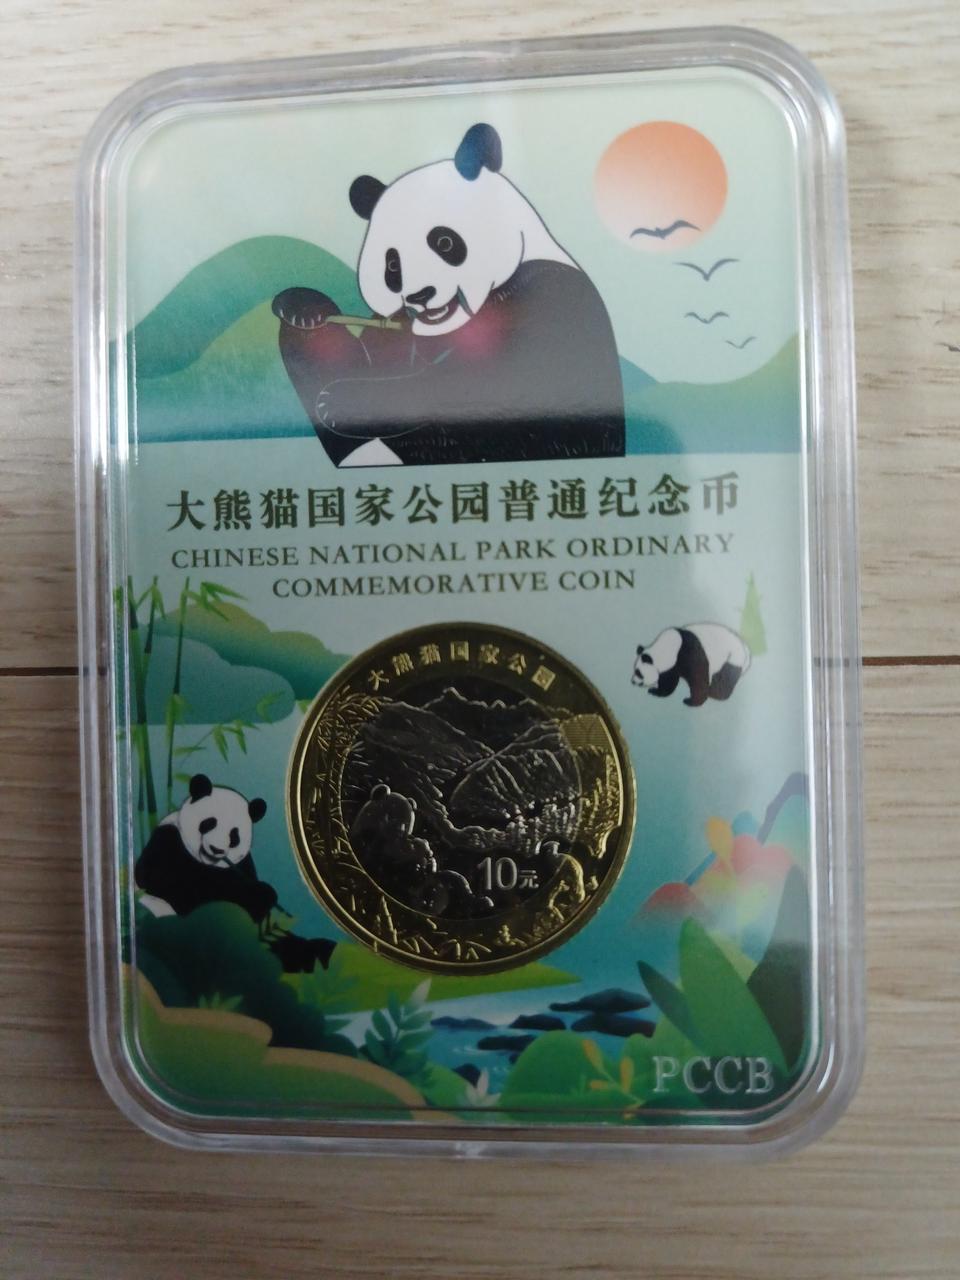 大熊猫国家公园普通纪念币
CHINESE NATIONAL PARK ORDINARY
COMMEMORATIVE COIN
大熊猫国家公园
10元
PCCB